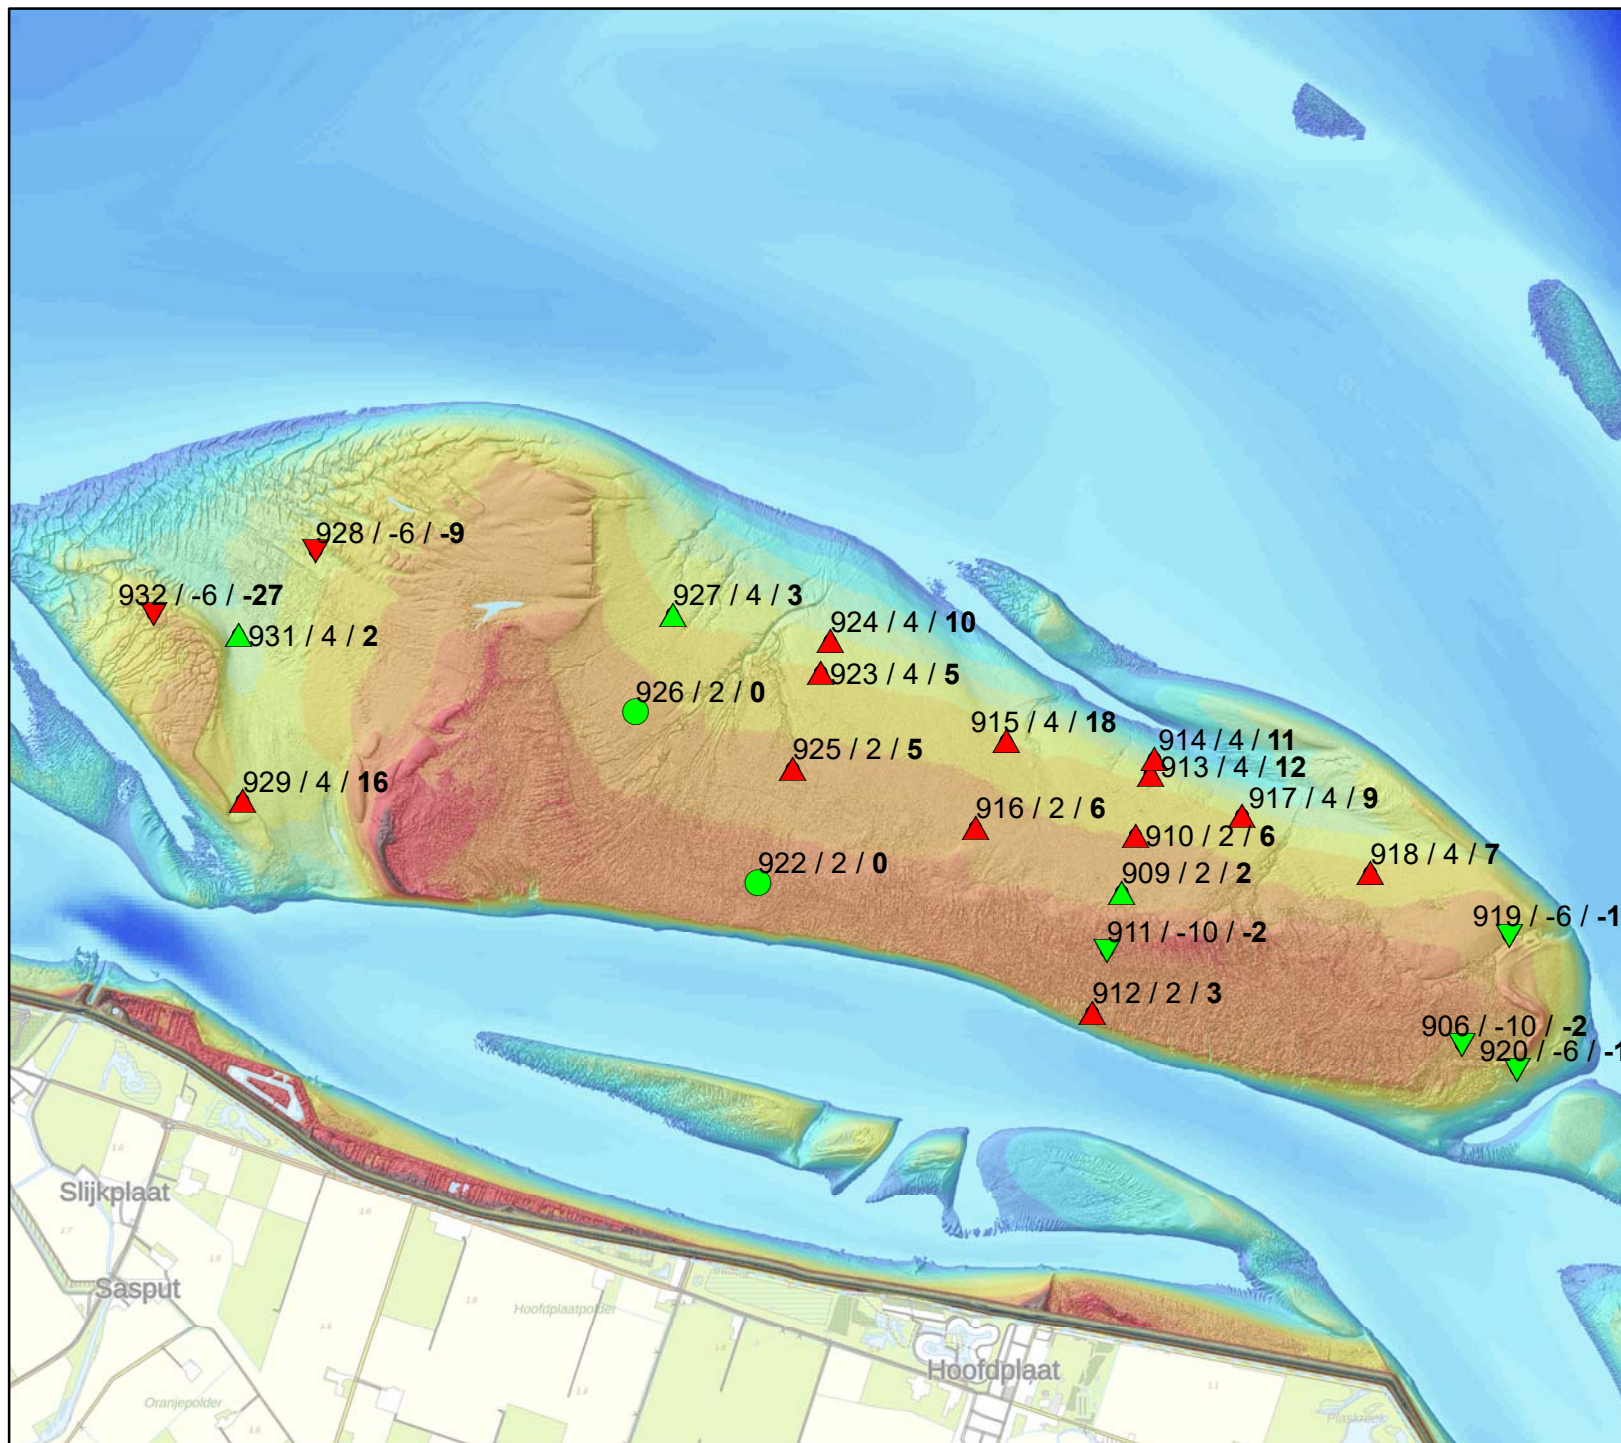 928 / -6 / -9
932 / -6 / -27
927 / 4 / 3
931 / 4 / 2
924 / 4 / 10
923 / 4 / 5
926 / 2 / 0
915 / 4 / 18
925 / 2 / 5
914 / 4 / 11
913 / 4 / 12
929 / 4 / 16
917 / 4 / 9
916 / 2 / 6
910 / 2 / 6
918 / 4 / 7
922 / 2 / 0
909 / 2 / 2
919 / -6 / -1
911 / -10 / -2
912 / 2 / 3
906 / -10 / -2
920 / -6 / -1
Slijkplaat
Sasput
Hoofdplaatpolder
Hoofdplaat
Oranjepolder
Plaskreek